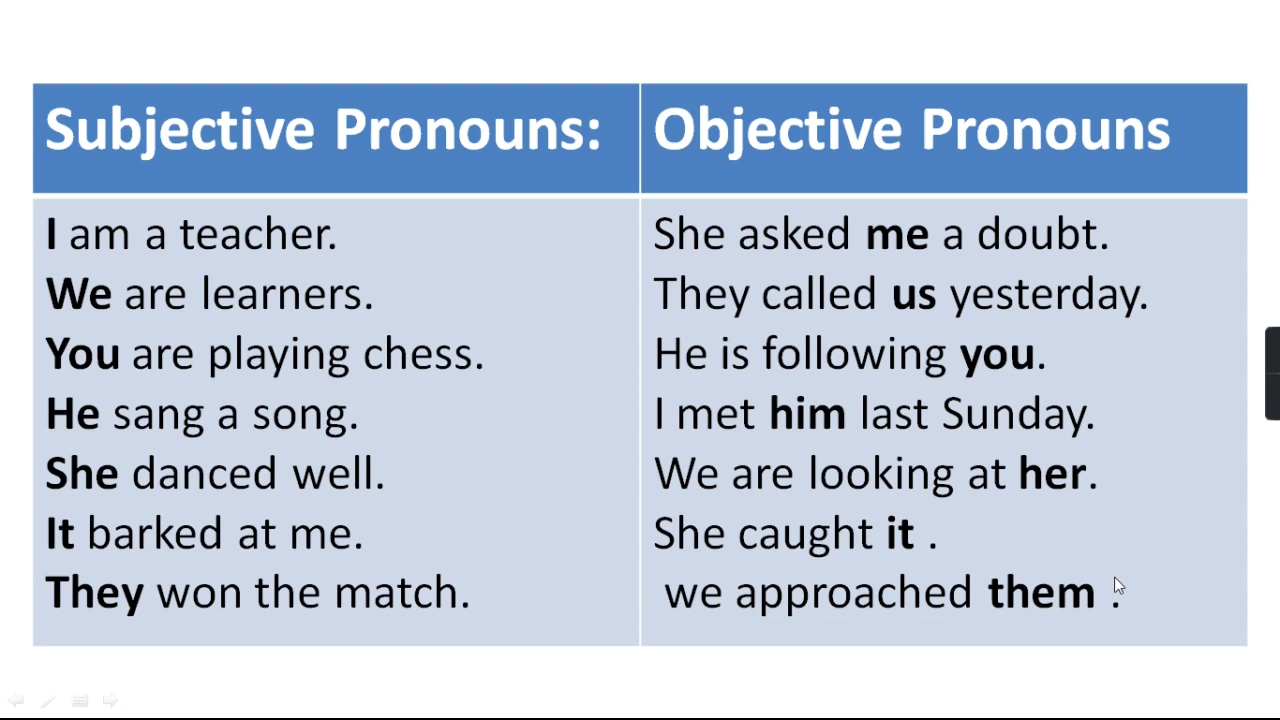 Subjective Pronouns:
I am a teacher.
We are learners.
You are playing chess.
He sang a song.
She danced well.
It barked at me.
They won the match.
Objective Pronouns
She asked me a doubt.
They called us yesterday.
He is following you.
I met him last Sunday.
We are looking at her.
She caught it .
we approached them .